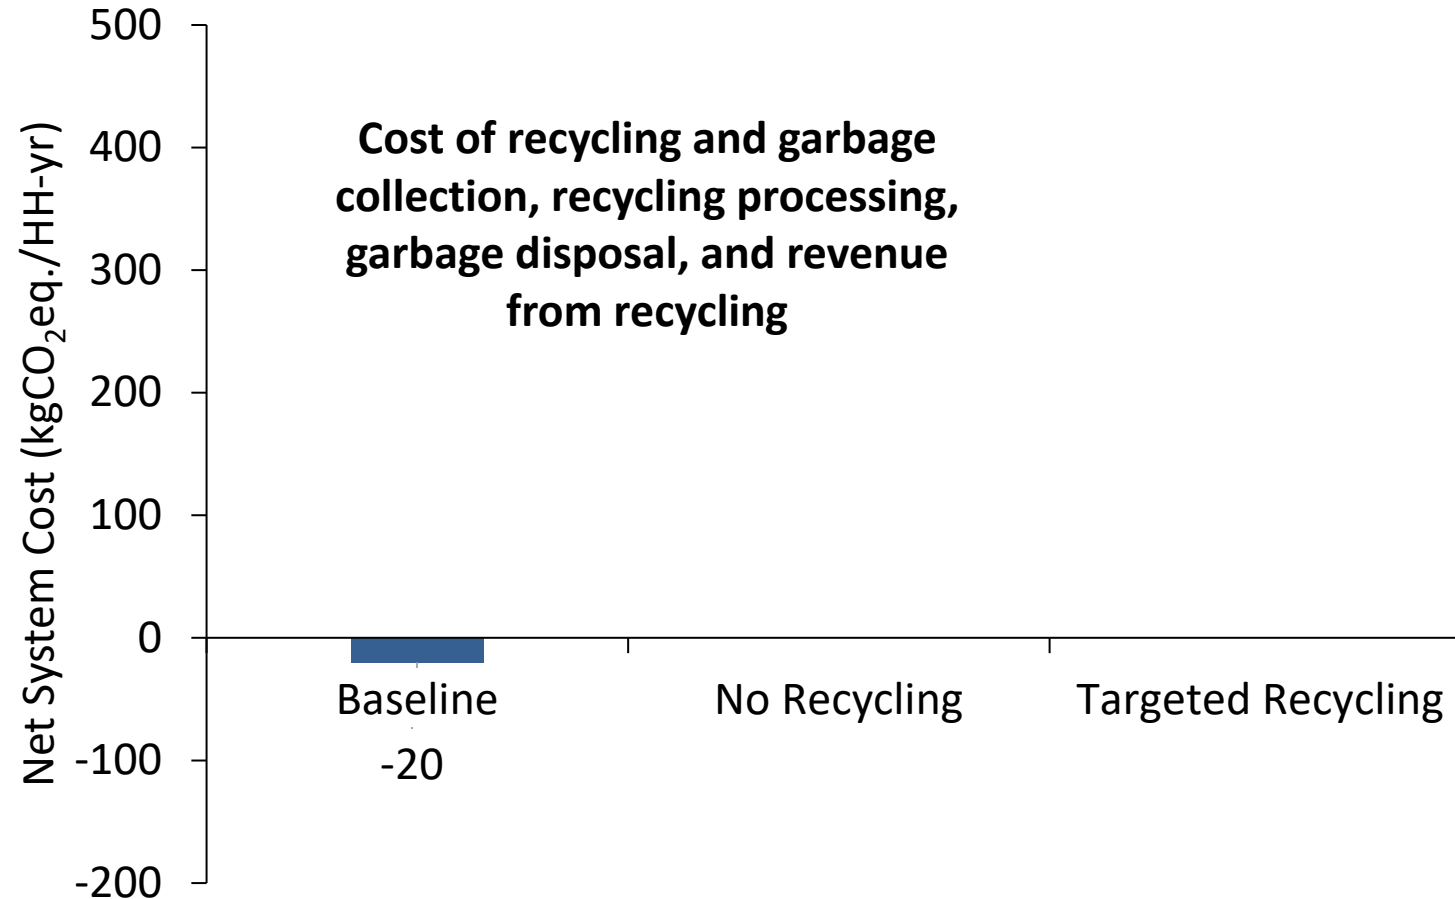 Net System Cost (kgCO₂eq./HH-yr)
500
400
300
200
100
0
-100
-200
Cost of recycling and garbage
collection, recycling processing,
garbage disposal, and revenue
from recycling
Baseline
No Recycling
Targeted Recycling
-20